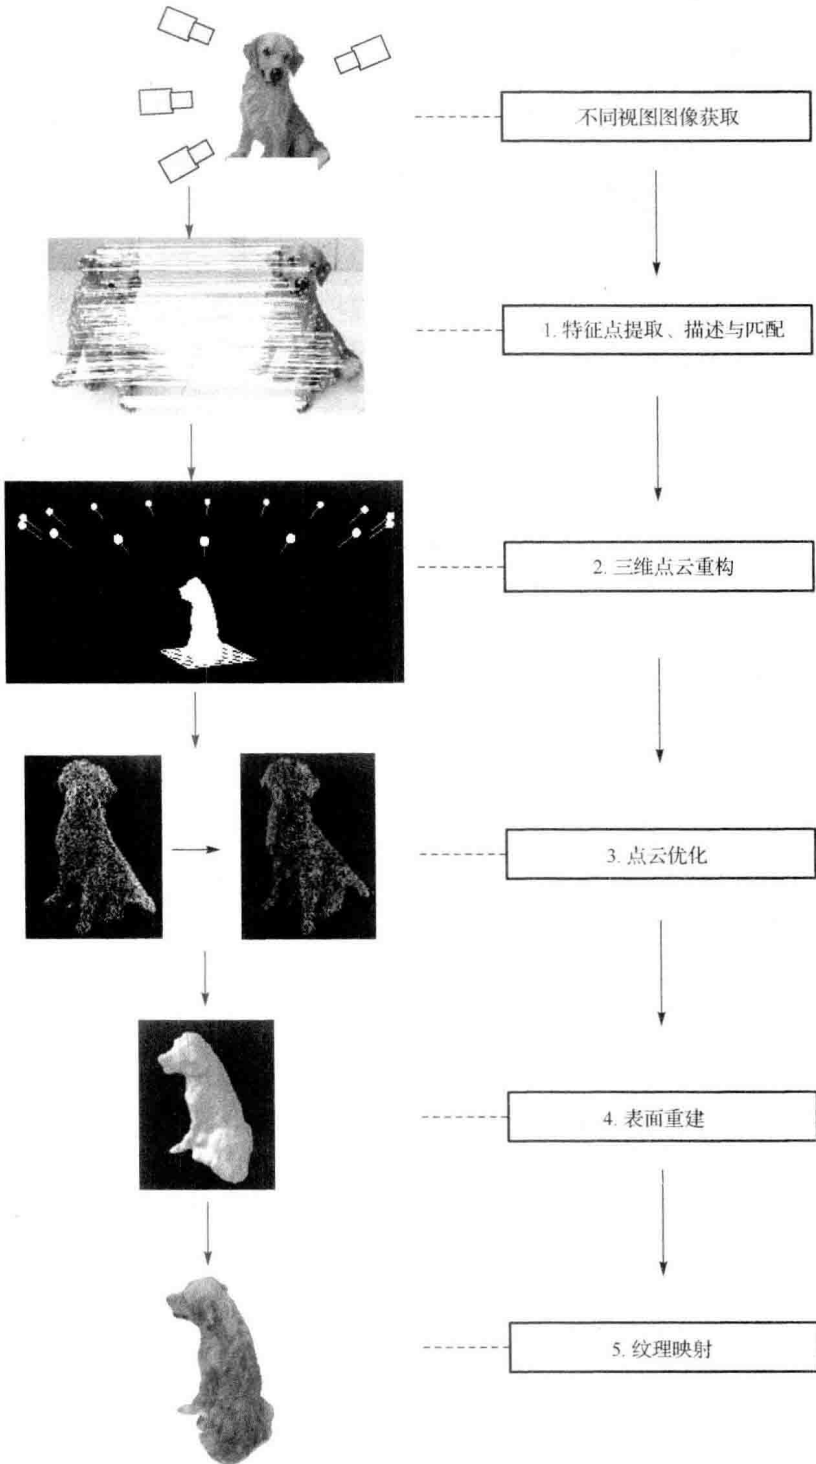 不同视图图像获取
1. 特征点提取、描述与匹配
2. 三维点云重构
3. 点云优化
4. 表面重建
5. 纹理映射